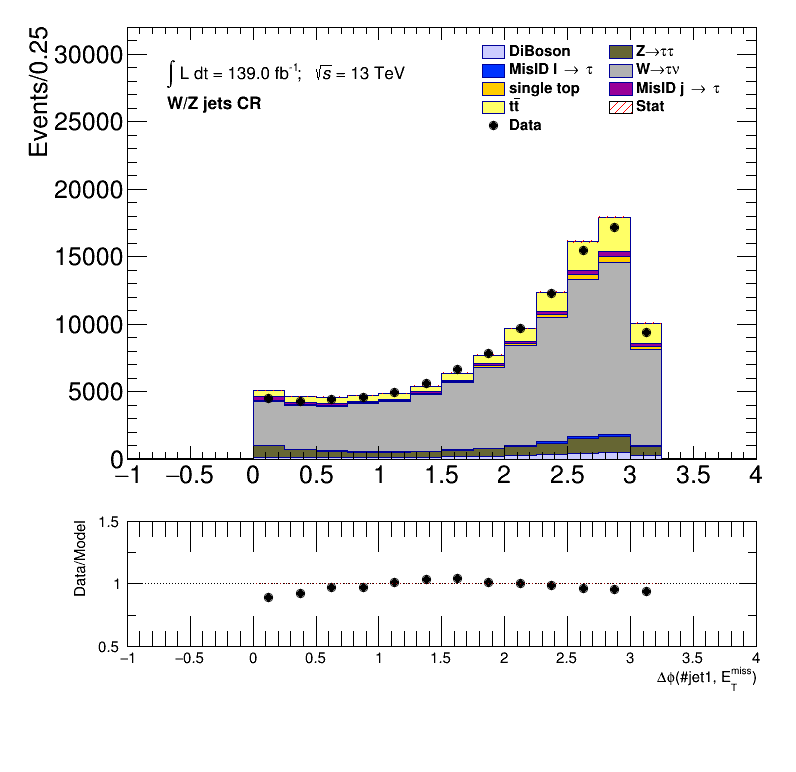 Events/0.25
30000
25000
20000
15000
10000
5000
0
∫ L dt = 139.0 fb⁻¹; √s = 13 TeV
W/Z jets CR
DiBoson
MisID l → τ
single top
tt̄
Data
Z→ττ
W→τν
MisID j → τ
Stat
−1 −0.5 0 0.5 1 1.5 2 2.5 3 3.5 4
Data/Model
1.5
1
0.5
−1 −0.5 0 0.5 1 1.5 2 2.5 3 3.5 4
Δϕ(#jet1, E_T^miss)